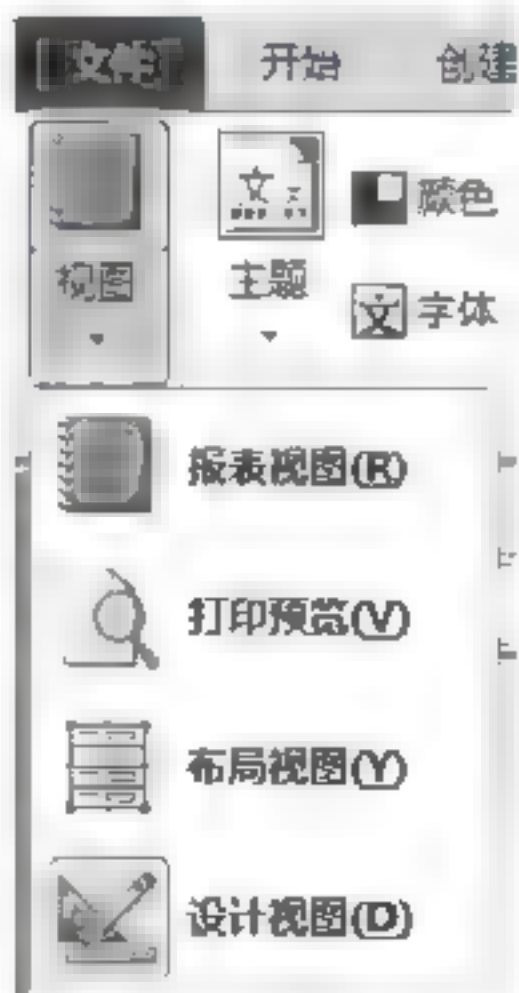 文件 开始 创建
视图 主题 颜色
字体
报表视图(R)
打印预览(V)
布局视图(Y)
设计视图(D)